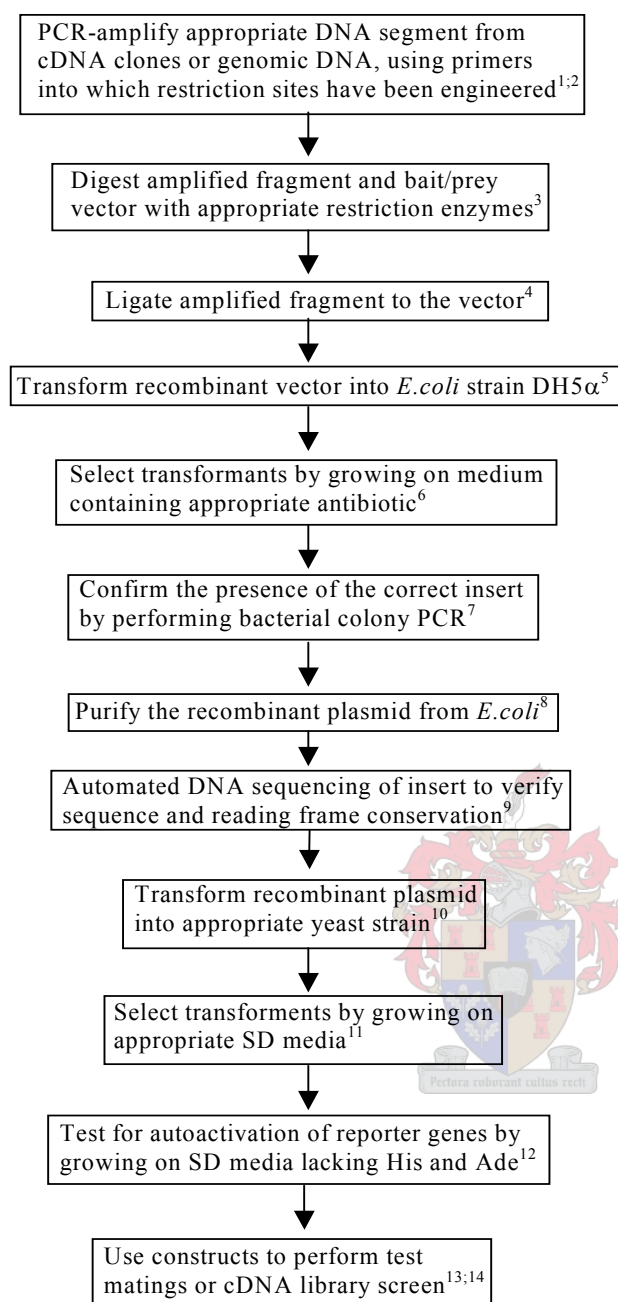 PCR-amplify appropriate DNA segment from
cDNA clones or genomic DNA, using primers
into which restriction sites have been engineered1;2
Digest amplified fragment and bait/prey
vector with appropriate restriction enzymes3
Ligate amplified fragment to the vector4
Transform recombinant vector into E.coli strain DH5α5
Select transformants by growing on medium
containing appropriate antibiotic6
Confirm the presence of the correct insert
by performing bacterial colony PCR7
Purify the recombinant plasmid from E.coli8
Automated DNA sequencing of insert to verify
sequence and reading frame conservation9
Transform recombinant plasmid
into appropriate yeast strain10
Select transforments by growing on
appropriate SD media11
Pectora roborant cultus recti
Test for autoactivation of reporter genes by
growing on SD media lacking His and Ade12
Use constructs to perform test
matings or cDNA library screen13;14